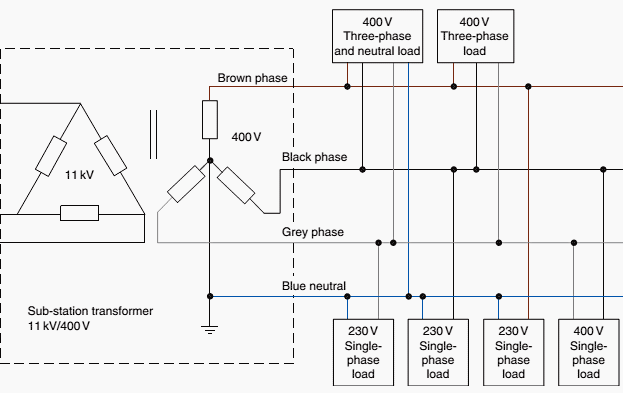 400 V
Three-phase
and neutral load
400 V
Three-phase
load
Brown phase
400 V
Black phase
11 kV
Grey phase
Blue neutral
Sub-station transformer
11 kV/400 V
230 V
Single-
phase
load
230 V
Single-
phase
load
230 V
Single-
phase
load
400 V
Single-
phase
load